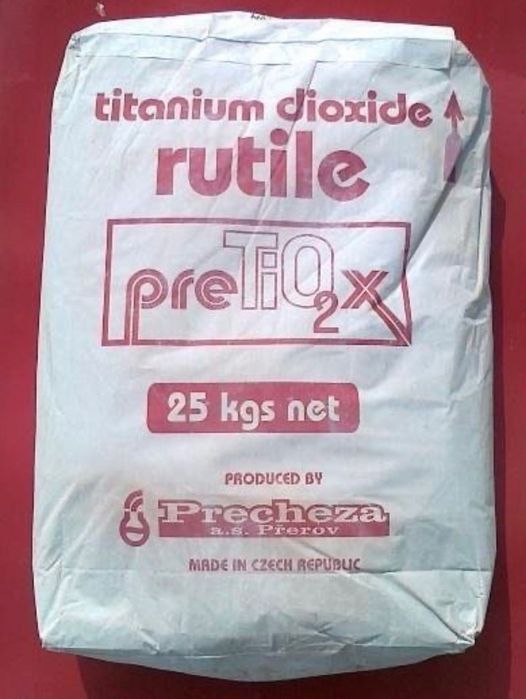 titanium dioxide
rutile
preTiO2x
25 kgs net
PRODUCED BY
Precheza
a.s. Přerov
MADE IN CZECH REPUBLIC